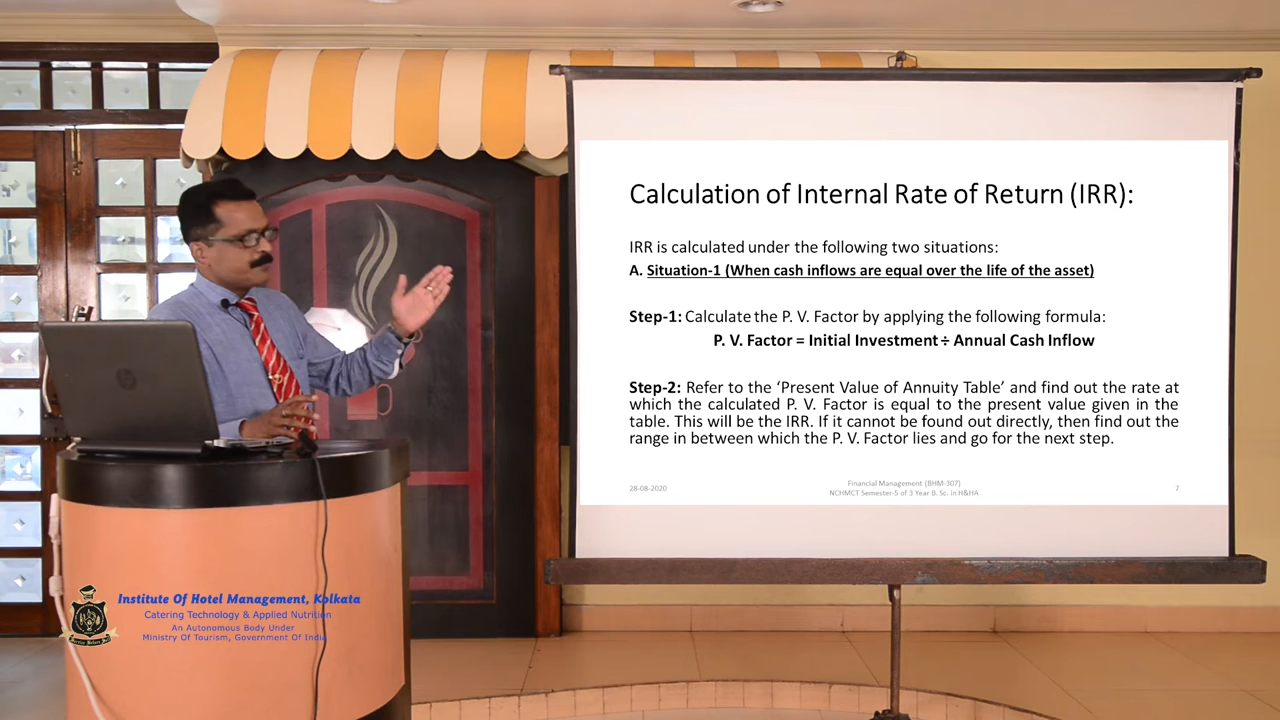 Calculation of Internal Rate of Return (IRR):
IRR is calculated under the following two situations:
A. Situation-1 (When cash inflows are equal over the life of the asset)
Step-1: Calculate the P. V. Factor by applying the following formula:
P. V. Factor = Initial Investment ÷ Annual Cash Inflow
Step-2: Refer to the ‘Present Value of Annuity Table’ and find out the rate at
which the calculated P. V. Factor is equal to the present value given in the
table. This will be the IRR. If it cannot be found out directly, then find out the
range in between which the P. V. Factor lies and go for the next step.
28-08-2020
Financial Management (BHM-307)
NCHMCT Semester-5 of 3 Year B. Sc. in H&HA
7
Institute Of Hotel Management, Kolkata
Catering Technology & Applied Nutrition
An Autonomous Body Under
Ministry Of Tourism, Government Of India